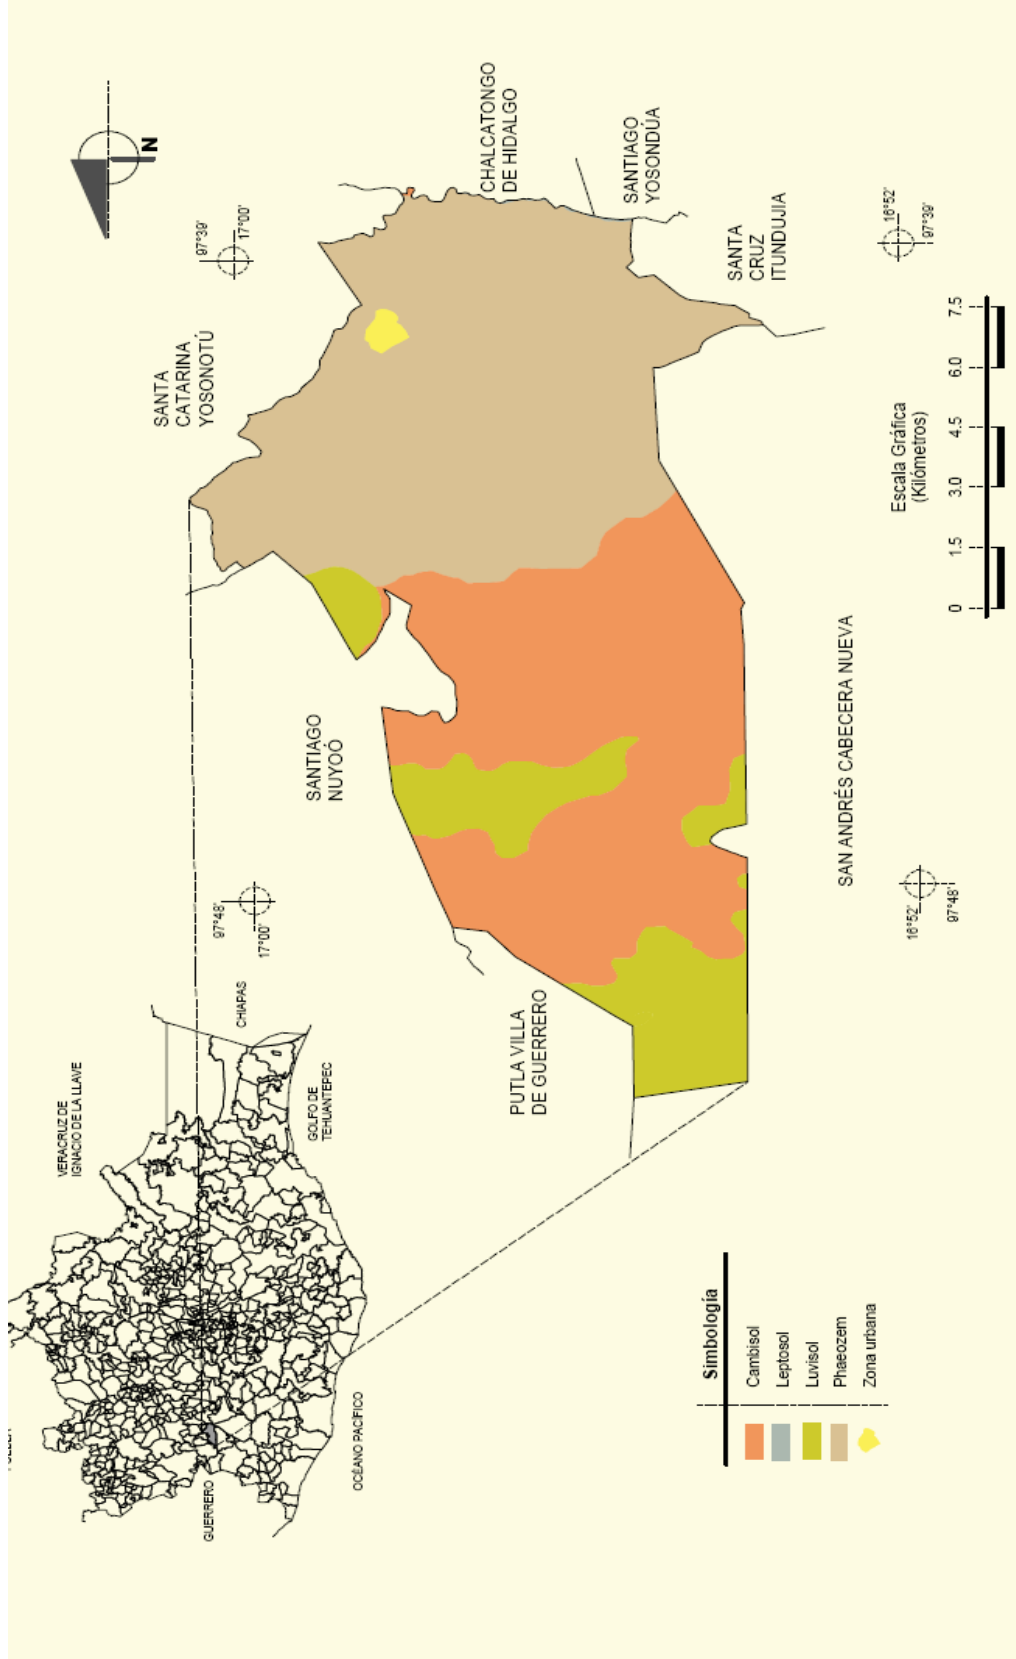 N
97°39'
17°00'
CHALCATONGO
DE HIDALGO
SANTIAGO
YOSONDÚA
SANTA
CRUZ
ITUNDUJIA
16°52'
97°39'
SANTA
CATARINA
YOSONOTÚ
SANTIAGO
NUYOÓ
97°48'
17°00'
PUTLA VILLA
DE GUERRERO
SAN ANDRÉS CABECERA NUEVA
16°52'
97°48'
Escala Gráfica
(Kilómetros)
0 1.5 3.0 4.5 6.0 7.5
VERACRUZ DE
IGNACIO DE LA LLAVE
CHIAPAS
GOLFO DE
TEHUANTEPEC
OCÉANO PACÍFICO
GUERRERO
Simbología
Cambisol
Leptosol
Luvisol
Phaeozem
Zona urbana